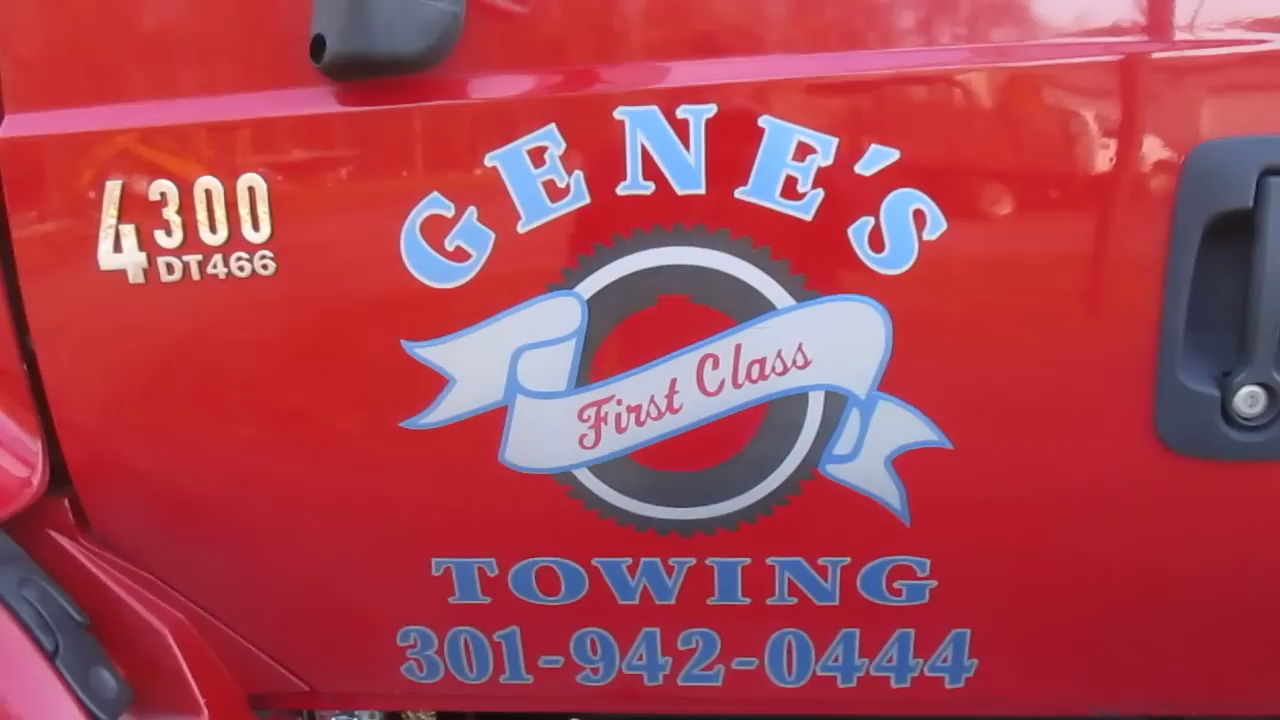 GENE'S
4300
DT466
First Class
TOWING
301-942-0444